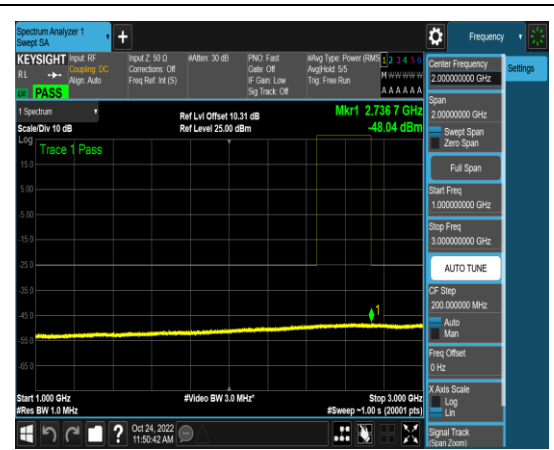 Spectrum Analyzer 1
Swept SA
Frequency
KEYSIGHT
RL
PASS
Input: RF
Coupling: DC
Align: Auto
Input Z: 50 Ω
Corrections: Off
Freq Ref: Int (S)
#Atten: 30 dB
PNO: Fast
Gate: Off
IF Gain: Low
Sig Track: Off
#Avg Type: Power (RMS
Avg|Hold: 5/5
Trig: Free Run
1 2 3 4 5 6
M W W W W W
A A A A A A
Center Frequency
2.000000000 GHz
Settings
Span
2.00000000 GHz
Swept Span
Zero Span
Full Span
Start Freq
1.000000000 GHz
Stop Freq
3.000000000 GHz
AUTO TUNE
CF Step
200.000000 MHz
Auto
Man
Freq Offset
0 Hz
X Axis Scale
Log
Lin
Signal Track
(Span Zoom)
1 Spectrum
Scale/Div 10 dB
Ref Lvl Offset 10.31 dB
Ref Level 25.00 dBm
Mkr1 2.736 7 GHz
-48.04 dBm
Log
Trace 1 Pass
15.0
5.00
-5.00
-15.0
-25.0
-35.0
-45.0
-55.0
-65.0
1
Start 1.000 GHz
#Res BW 1.0 MHz
#Video BW 3.0 MHz*
Stop 3.000 GHz
#Sweep ~1.00 s (20001 pts)
?
Oct 24, 2022
11:50:42 AM